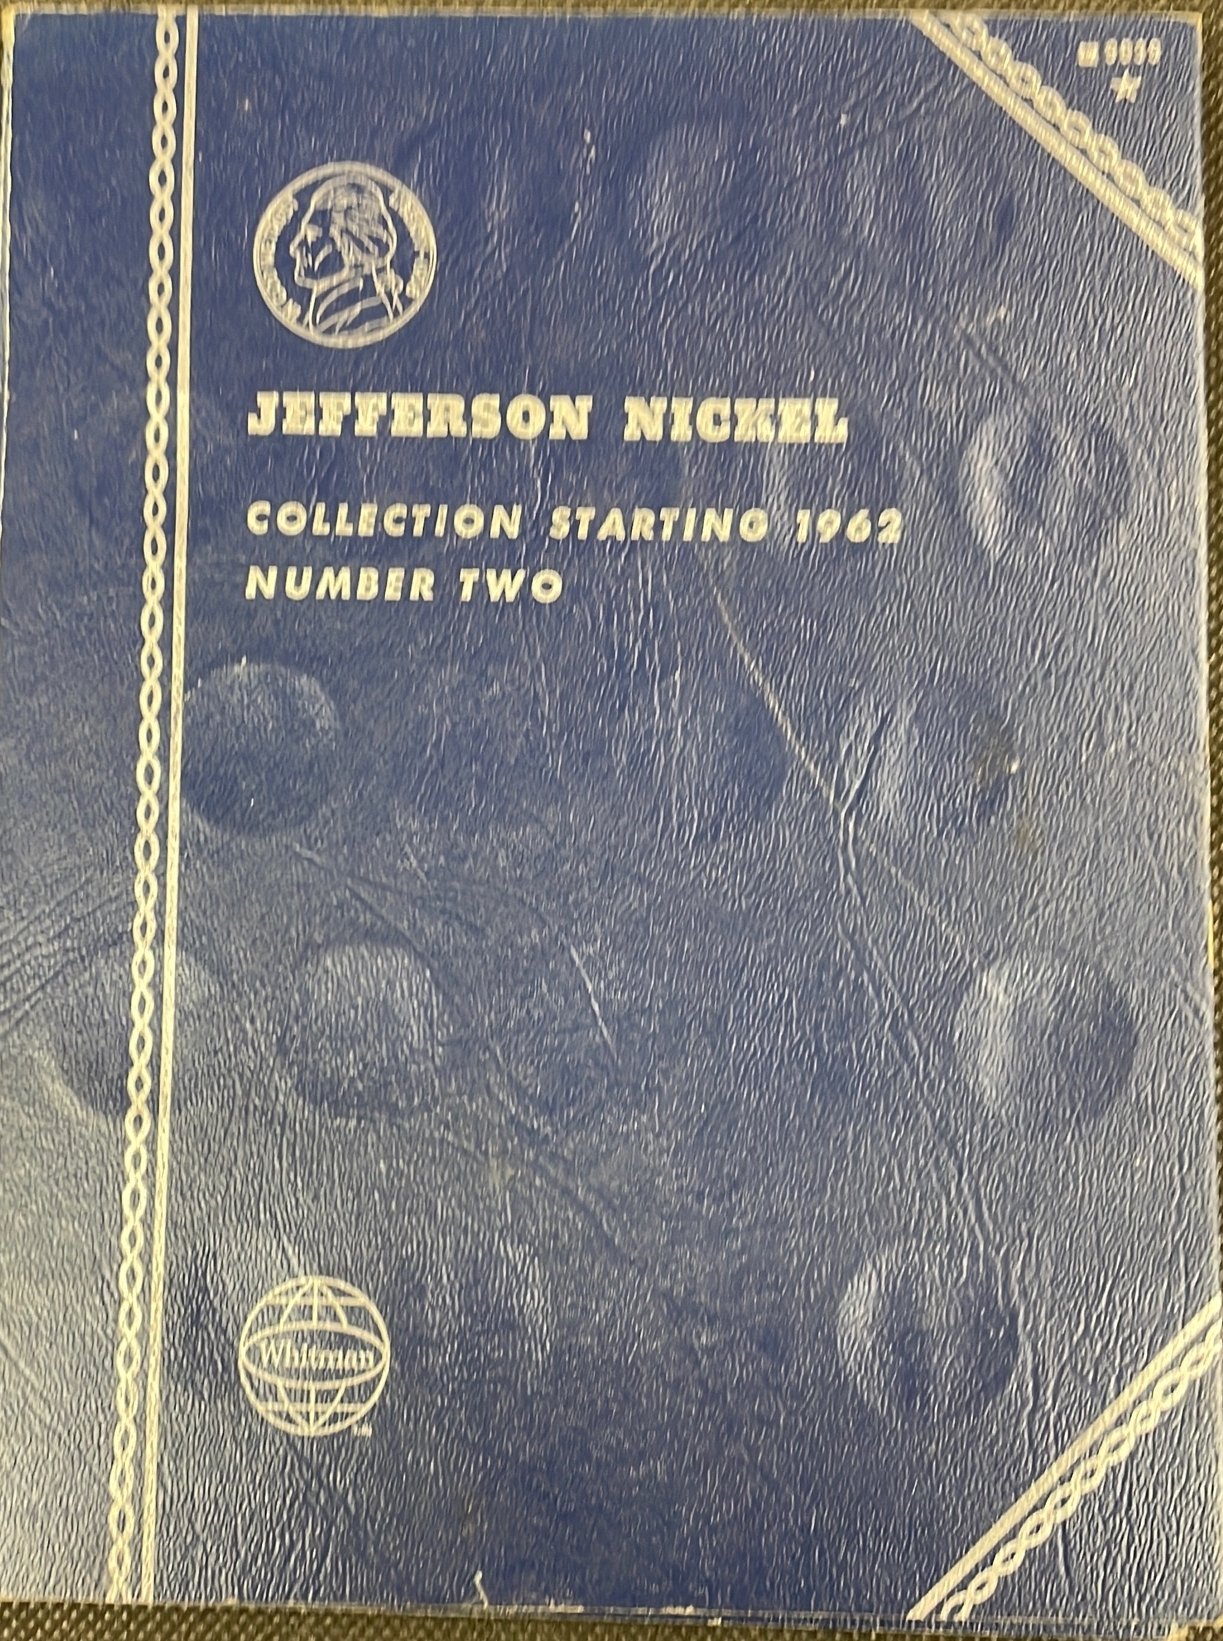 JEFFERSON NICKEL
COLLECTION STARTING 1962
NUMBER TWO
Whitman